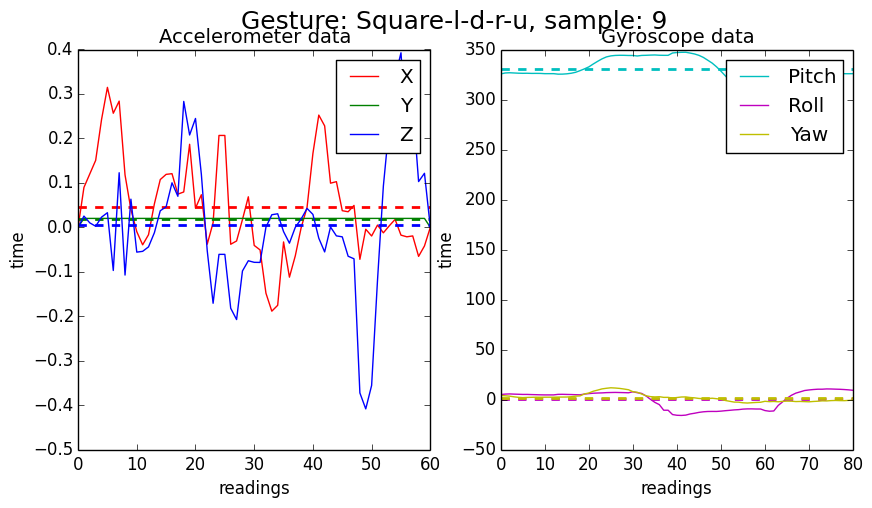 Gesture: Square-l-d-r-u, sample: 9
Accelerometer data
0.4
0.3
0.2
0.1
0.0
−0.1
−0.2
−0.3
−0.4
−0.5
time
0 10 20 30 40 50 60
readings
X
Y
Z
Gyroscope data
350
300
250
200
150
100
50
0
−50
time
0 10 20 30 40 50 60 70 80
readings
Pitch
Roll
Yaw